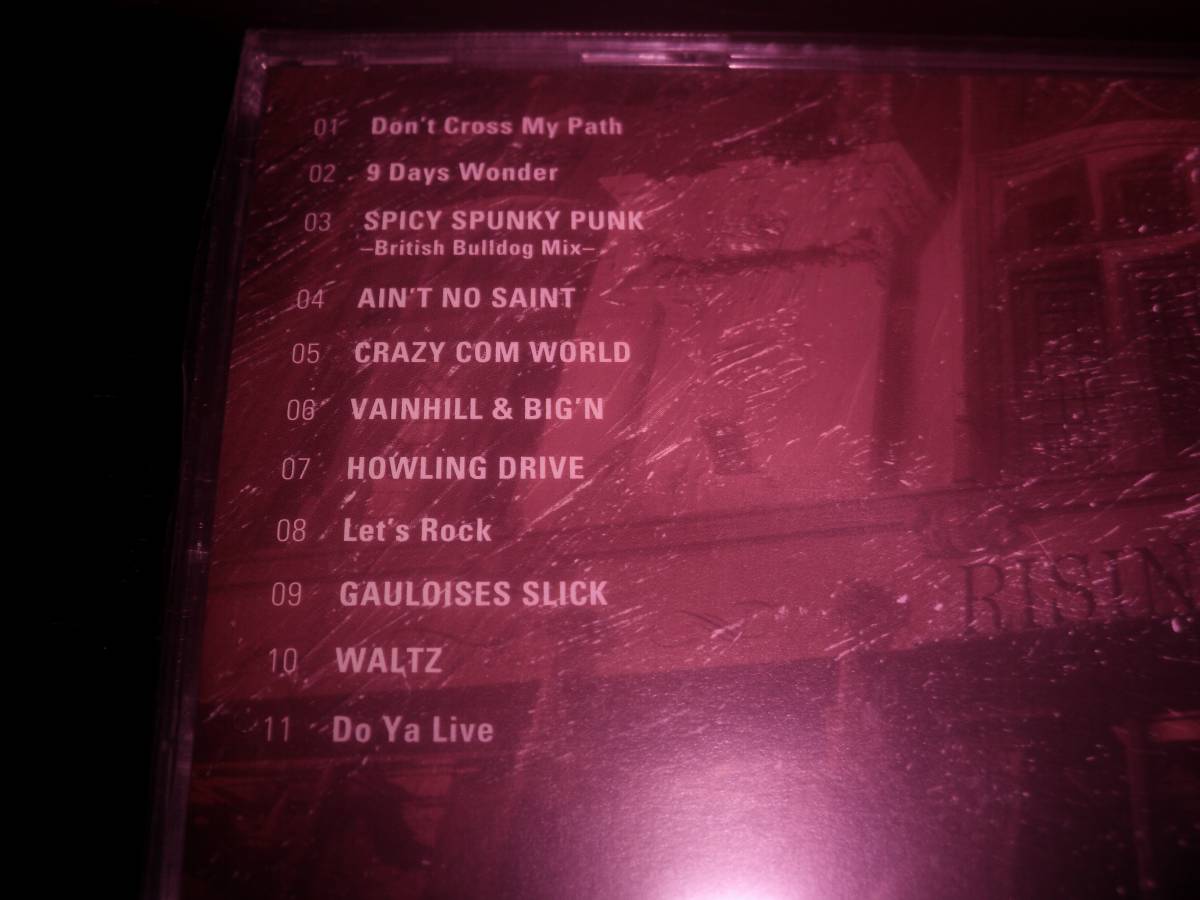 01 Don't Cross My Path
02 9 Days Wonder
03 SPICY SPUNKY PUNK
–British Bulldog Mix–
04 AIN'T NO SAINT
05 CRAZY COM WORLD
06 VAINHILL & BIG'N
07 HOWLING DRIVE
08 Let's Rock
09 GAULOISES SLICK
10 WALTZ
11 Do Ya Live
RISIN